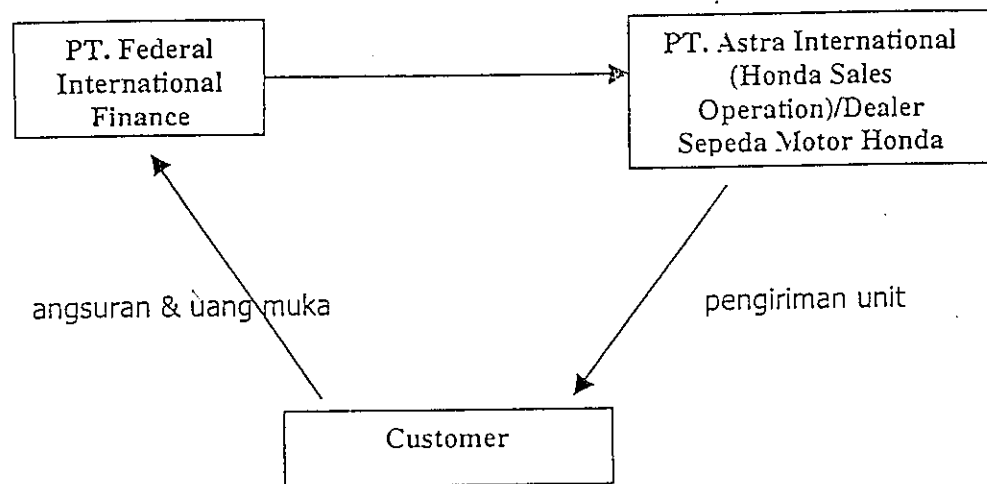 PT. Federal
International
Finance
PT. Astra International
(Honda Sales
Operation)/Dealer
Sepeda Motor Honda
angsuran & uang muka
pengiriman unit
Customer